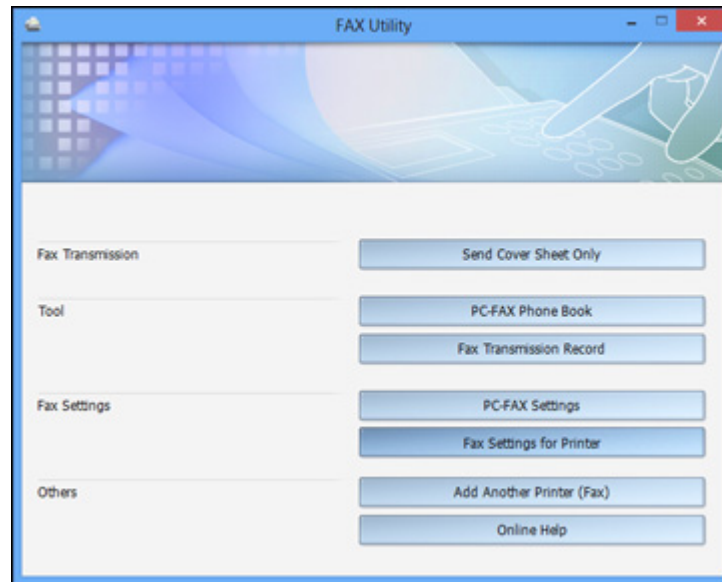 FAX Utility
Fax Transmission
Send Cover Sheet Only
Tool
PC-FAX Phone Book
Fax Transmission Record
Fax Settings
PC-FAX Settings
Fax Settings for Printer
Others
Add Another Printer (Fax)
Online Help